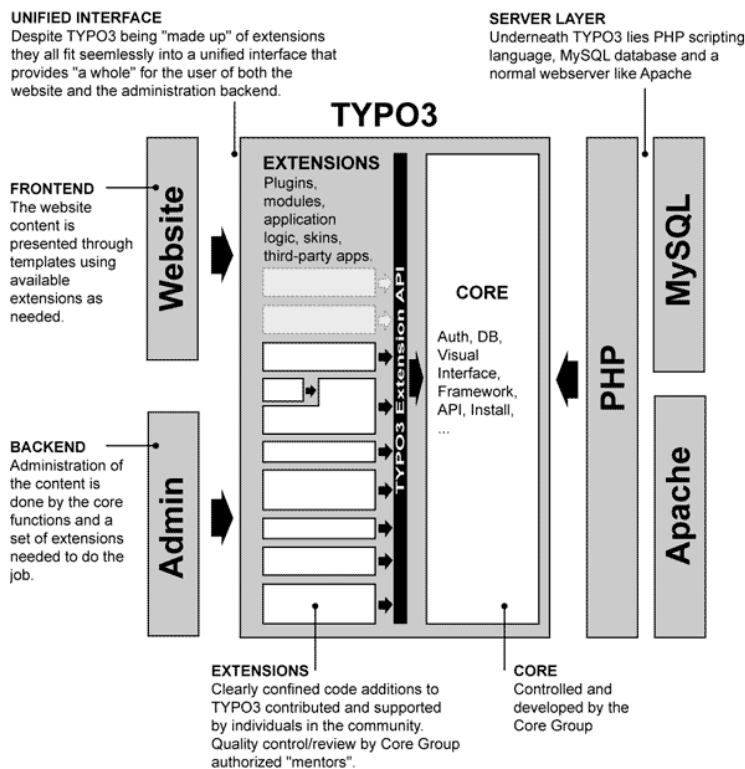 UNIFIED INTERFACE
Despite TYPO3 being "made up" of extensions
they all fit seemlessly into a unified interface that
provides "a whole" for the user of both the
website and the administration backend.
SERVER LAYER
Underneath TYPO3 lies PHP scripting
language, MySQL database and a
normal webserver like Apache
TYPO3
FRONTEND
The website
content is
presented through
templates using
available
extensions as
needed.
Website
EXTENSIONS
Plugins,
modules,
application
logic, skins,
third-party apps.
TYPO3 Extension API
CORE
Auth, DB,
Visual
Interface,
Framework,
API, Install,
...
PHP
MySQL
Apache
BACKEND
Administration of
the content is
done by the core
functions and a
set of extensions
needed to do the
job.
Admin
EXTENSIONS
Clearly confined code additions to
TYPO3 contributed and supported
by individuals in the community.
Quality control/review by Core Group
authorized "mentors".
CORE
Controlled and
developed by the
Core Group